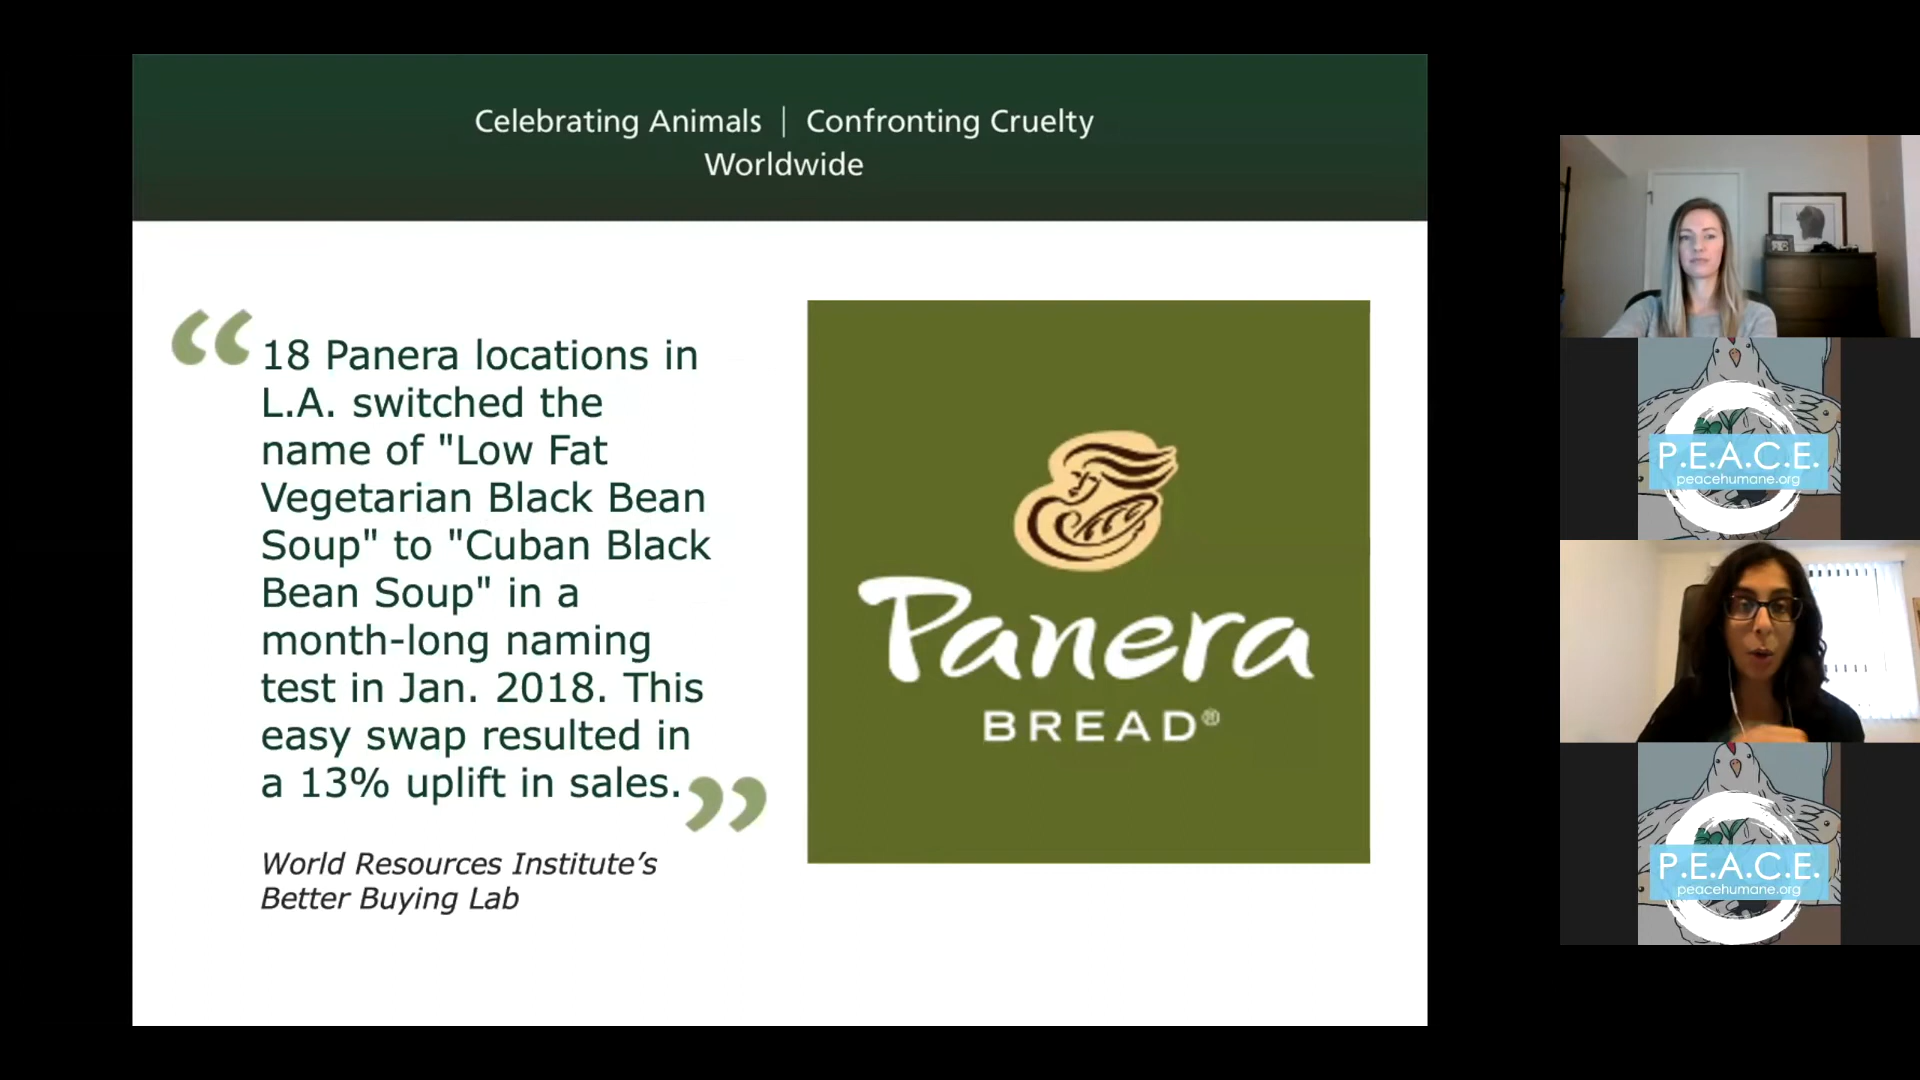 Celebrating Animals | Confronting Cruelty
Worldwide
“18 Panera locations in
L.A. switched the
name of "Low Fat
Vegetarian Black Bean
Soup" to "Cuban Black
Bean Soup" in a
month-long naming
test in Jan. 2018. This
easy swap resulted in
a 13% uplift in sales.”
World Resources Institute’s
Better Buying Lab
Panera
BREAD®
P.E.A.C.E.
peacehumane.org
P.E.A.C.E.
peacehumane.org